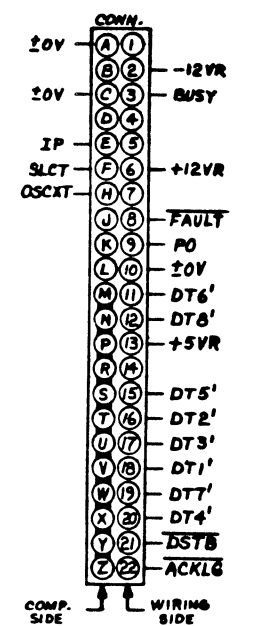 CONN.
±0V A 1
B 2 -12VR
±0V C 3 BUSY
D 4
IP E 5
SLCT F 6 +12VR
OSCXT H 7
J 8 FAULT
K 9 PO
L 10 ±0V
M 11 DT6'
N 12 DT8'
P 13 +5VR
R 14
S 15 DT5'
T 16 DT2'
U 17 DT3'
V 18 DT1'
W 19 DT7'
X 20 DT4'
Y 21 DSTB
Z 22 ACKLG
COMP. SIDE WIRING SIDE